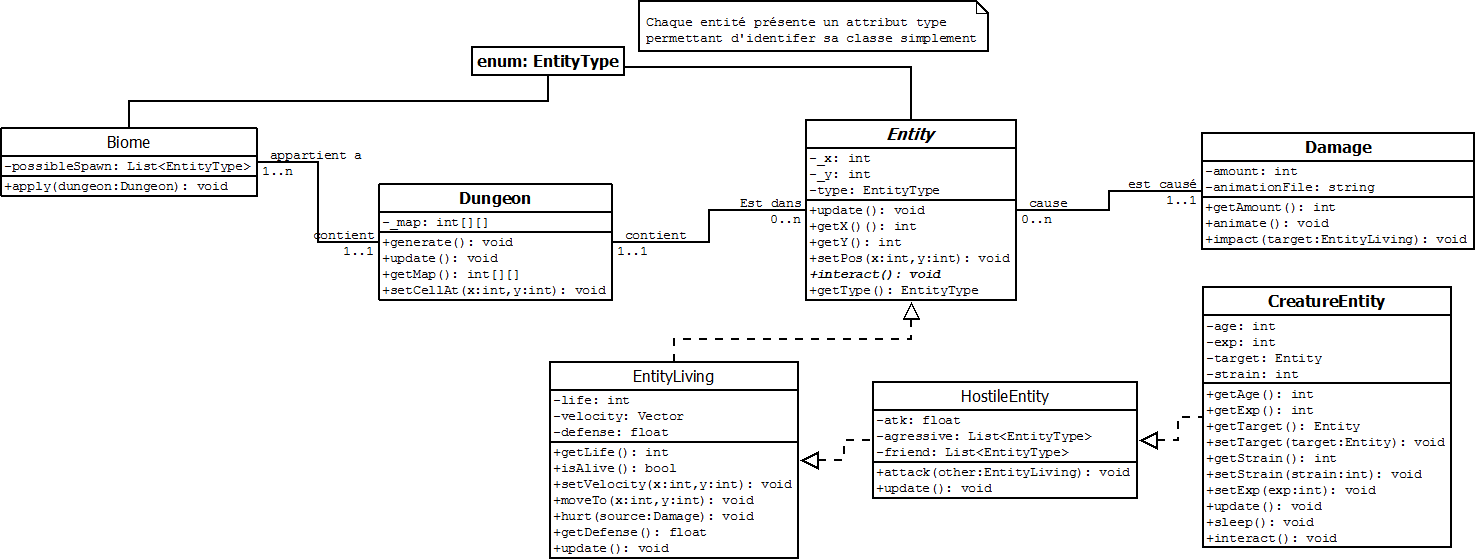 Chaque entité présente un attribut type
permettant d'identifer sa classe simplement
enum: EntityType
Biome
-possibleSpawn: List<EntityType>
+apply(dungeon:Dungeon): void
appartient a
1..n
contient
1..1
Dungeon
-_map: int[][]
+generate(): void
+update(): void
+getMap(): int[][]
+setCellAt(x:int,y:int): void
contient
1..1
Est dans
0..n
Entity
-_x: int
-_y: int
-type: EntityType
+update(): void
+getX()(): int
+getY(): int
+setPos(x:int,y:int): void
+interact(): void
+getType(): EntityType
cause
0..n
est causé
1..1
Damage
-amount: int
-animationFile: string
+getAmount(): int
+animate(): void
+impact(target:EntityLiving): void
EntityLiving
-life: int
-velocity: Vector
-defense: float
+getLife(): int
+isAlive(): bool
+setVelocity(x:int,y:int): void
+moveTo(x:int,y:int): void
+hurt(source:Damage): void
+getDefense(): float
+update(): void
HostileEntity
-atk: float
-agressive: List<EntityType>
-friend: List<EntityType>
+attack(other:EntityLiving): void
+update(): void
CreatureEntity
-age: int
-exp: int
-target: Entity
-strain: int
+getAge(): int
+getExp(): int
+getTarget(): Entity
+setTarget(target:Entity): void
+getStrain(): int
+setStrain(strain:int): void
+setExp(exp:int): void
+update(): void
+sleep(): void
+interact(): void